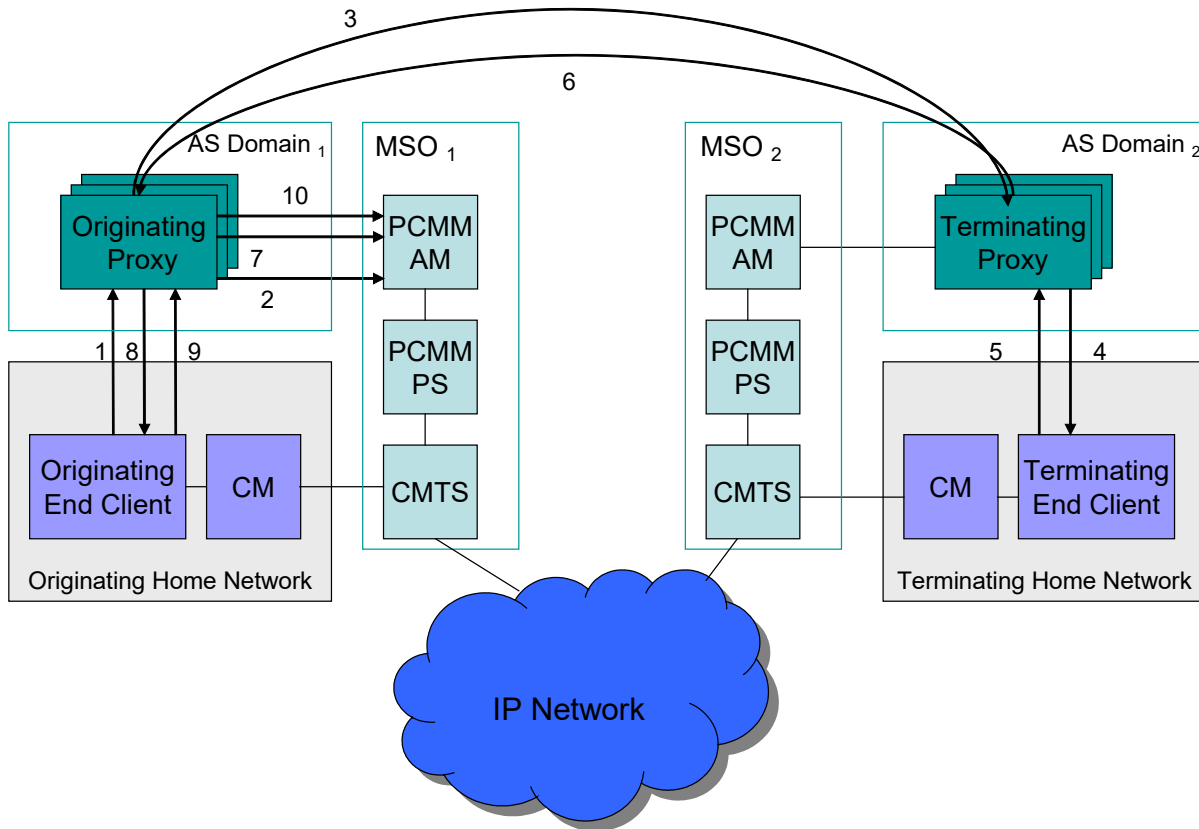 3
6
AS Domain 1
MSO 1
MSO 2
AS Domain 2
Originating
Proxy
10
7
2
PCMM
AM
PCMM
AM
Terminating
Proxy
1
8
9
PCMM
PS
PCMM
PS
5
4
Originating
End Client
CM
CMTS
CMTS
CM
Terminating
End Client
Originating Home Network
Terminating Home Network
IP Network